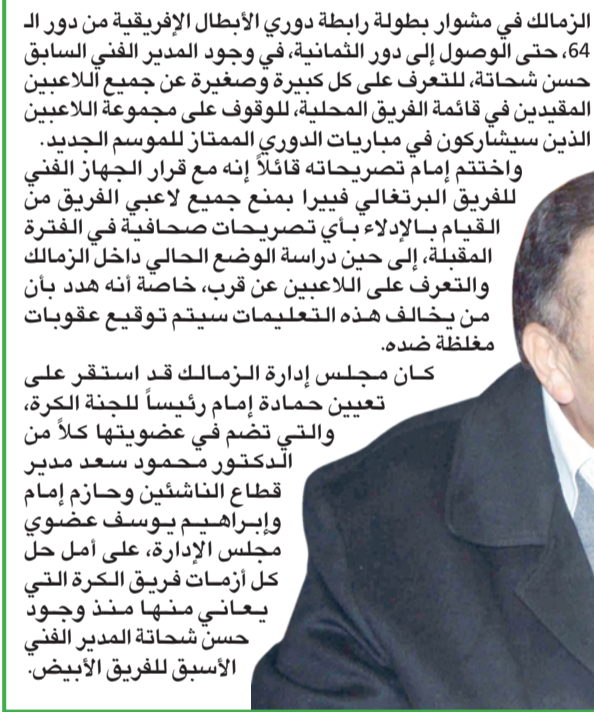 الزمالك في مشوار بطولة رابطة دوري الأبطال الإفريقية من دور الـ
64، حتى الوصول إلى دور الثمانية، في وجود المدير الفني السابق
حسن شحاتة، للتعرف على كل كبيرة وصغيرة عن جميع اللاعبين
المقيدين في قائمة الفريق المحلية، للوقوف على مجموعة اللاعبين
الذين سيشاركون في مباريات الدوري الممتاز للموسم الجديد.
واختتم إمام تصريحاته قائلاً إنه مع قرار الجهاز الفني
للفريق البرتغالي فييرا بمنع جميع لاعبي الفريق من
القيام بالإدلاء بأي تصريحات صحافية في الفترة
المقبلة، إلى حين دراسة الوضع الحالي داخل الزمالك
والتعرف على اللاعبين عن قرب، خاصة أنه هدد بأن
من يخالف هذه التعليمات سيتم توقيع عقوبات
مغلظة ضده.
كان مجلس إدارة الزمالك قد استقر على
تعيين حمادة إمام رئيساً للجنة الكرة،
والتي تضم في عضويتها كلاً من
الدكتور محمود سعد مدير
قطاع الناشئين وحازم إمام
وإبراهيم يوسف عضوي
مجلس الإدارة، على أمل حل
كل أزمات فريق الكرة التي
يعاني منها منذ وجود
حسن شحاتة المدير الفني
الأسبق للفريق الأبيض.